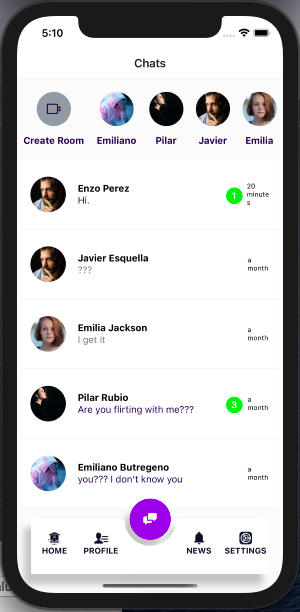 5:10
Chats
Create Room
Emiliano
Pilar
Javier
Emilia
Enzo Perez
Hi.
1
20
minute
s
Javier Esquella
???
a
month
Emilia Jackson
I get it
a
month
Pilar Rubio
Are you flirting with me???
3
a
month
Emiliano Butregeno
you??? I don't know you
a
month
HOME
PROFILE
NEWS
SETTINGS